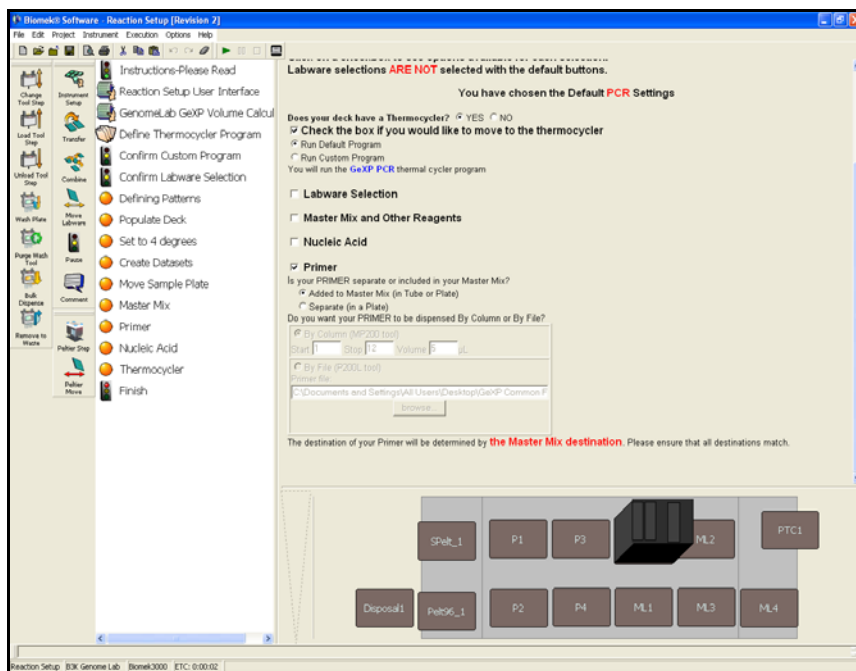 Biomek® Software - Reaction Setup [Revision 2]
File Edit Project Instrument Execution Options Help
Change Tool Step
Instrument Setup
Load Tool Step
Transfer
Unload Tool Step
Combine
Wash Plate
Move Labware
Purge Wash Tool
Pause
Bulk Dispense
Comment
Remove to Waste
Peltier Step
Peltier Move
Instructions-Please Read
Reaction Setup User Interface
GenomeLab GeXP Volume Calcul
Define Thermocycler Program
Confirm Custom Program
Confirm Labware Selection
Defining Patterns
Populate Deck
Set to 4 degrees
Create Datasets
Move Sample Plate
Master Mix
Primer
Nucleic Acid
Thermocycler
Finish
Labware selections ARE NOT selected with the default buttons.
You have chosen the Default PCR Settings
Does your deck have a Thermocycler? YES NO
Check the box if you would like to move to the thermocycler
Run Default Program
Run Custom Program
You will run the GeXP PCR thermal cycler program
Labware Selection
Master Mix and Other Reagents
Nucleic Acid
Primer
Is your PRIMER separate or included in your Master Mix?
Added to Master Mix (in Tube or Plate)
Separate (in a Plate)
Do you want your PRIMER to be dispensed By Column or By File?
By Column (MP200 tool)
Start 1 Stop 12 Volume 5 µL
By File (P200L tool)
Primer file:
C:\Documents and Settings\All Users\Desktop\GeXP Common F
browse...
The destination of your Primer will be determined by the Master Mix destination. Please ensure that all destinations match.
SPelt_1
P1
P3
ML2
PTC1
Disposal1
Pelt96_1
P2
P4
ML1
ML3
ML4
Reaction Setup B3K Genome Lab Biomek3000 ETC: 0:00:02